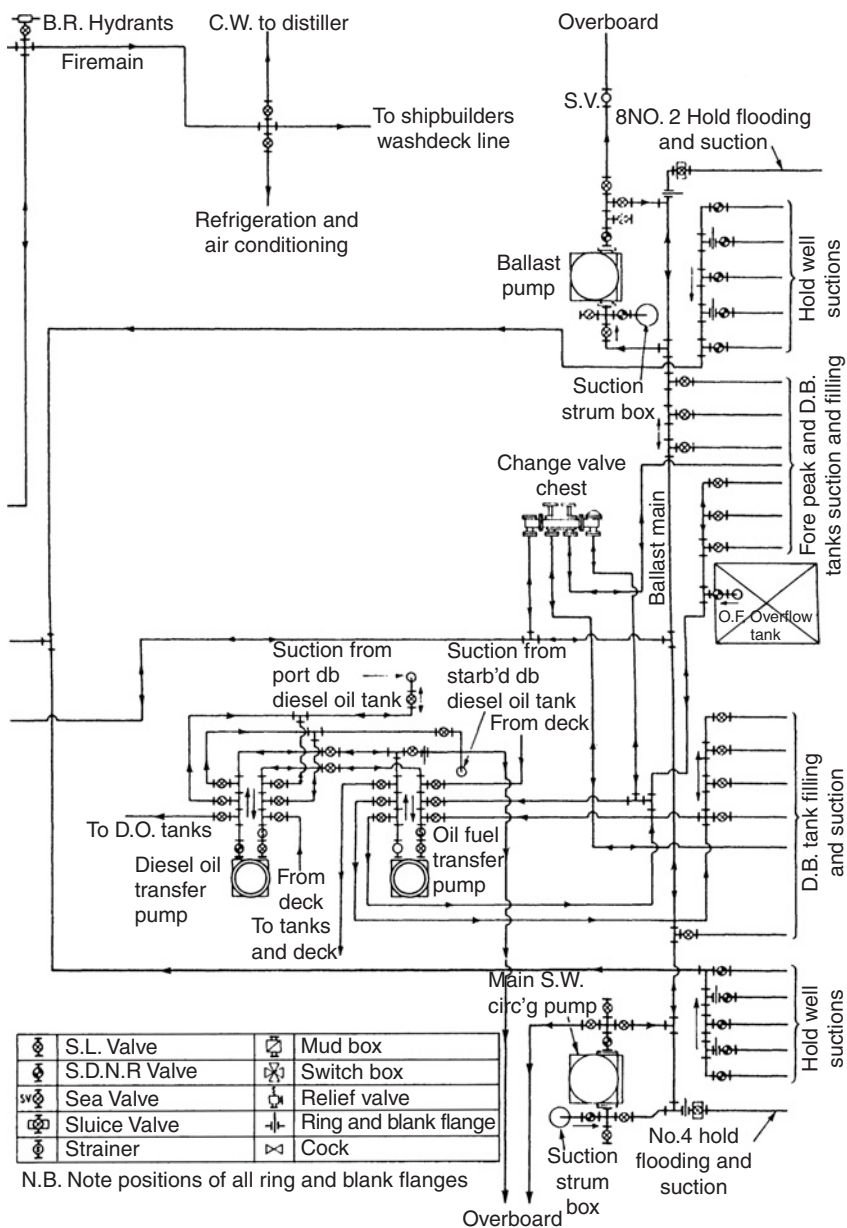 B.R. Hydrants
Firemain
C.W. to distiller
To shipbuilders
washdeck line
Refrigeration and
air conditioning
Overboard
S.V.
8NO. 2 Hold flooding
and suction
Ballast
pump
Suction
strum box
Hold well
suctions
Fore peak and D.B.
tanks suction and filling
Change valve
chest
Ballast main
O.F. Overflow
tank
Suction from
port db
diesel oil tank
Suction from
starb'd db
diesel oil tank
From deck
To D.O. tanks
Diesel oil
transfer
pump
From
deck
To tanks
and deck
Oil fuel
transfer
pump
D.B. tank filling
and suction
Main S.W.
circ'g pump
Hold well
suctions
Suction
strum
box
No.4 hold
flooding and
suction
Overboard
S.L. Valve
Mud box
S.D.N.R Valve
Switch box
SV
Sea Valve
Relief valve
Sluice Valve
Ring and blank flange
Strainer
Cock
N.B. Note positions of all ring and blank flanges